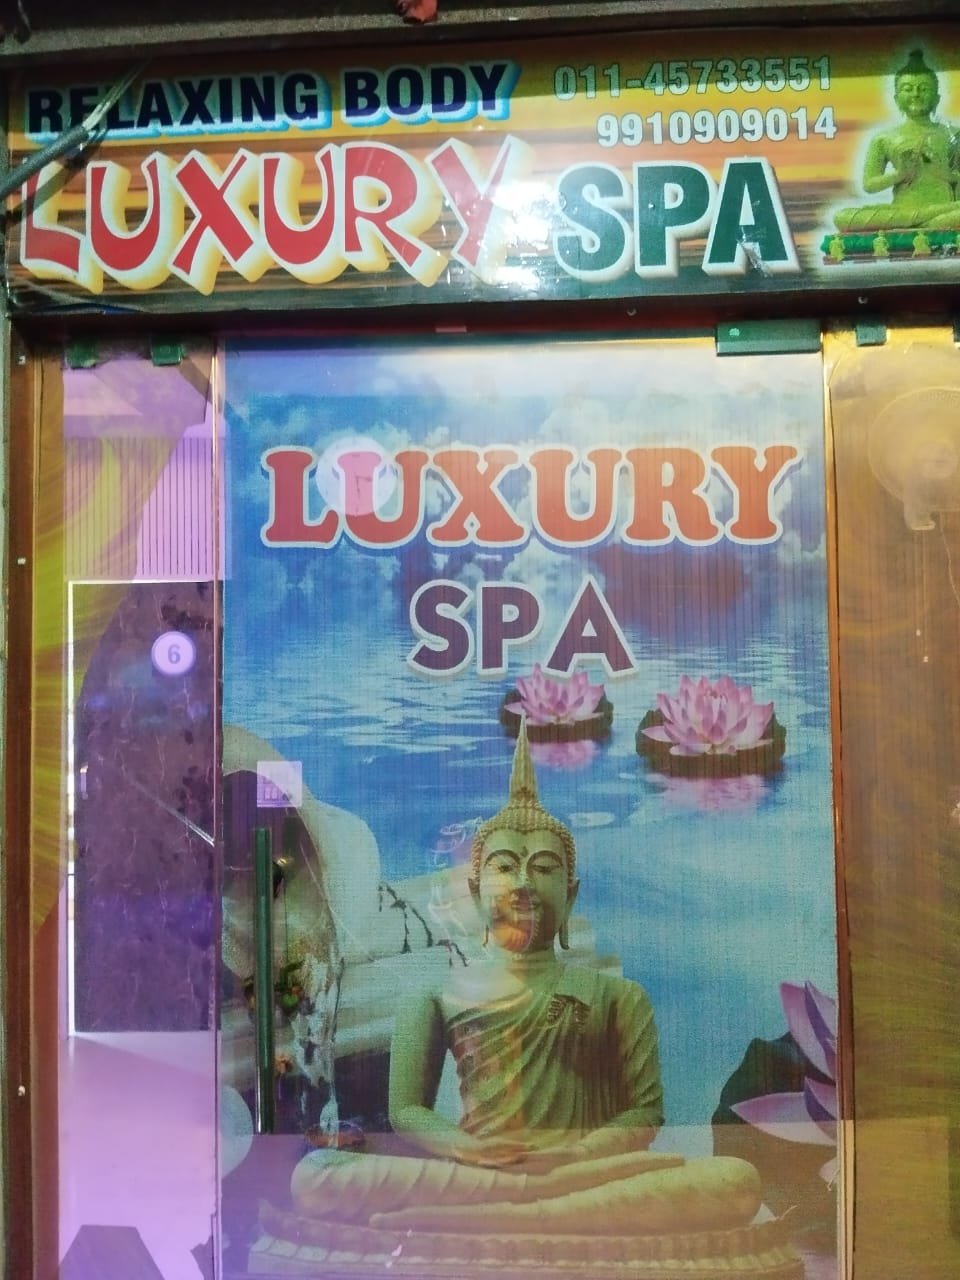 RELAXING BODY
011-45733551
9910909014
LUXURY SPA
LUXURY
SPA
6